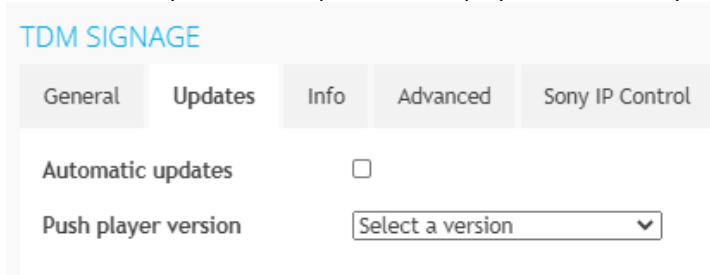 TDM SIGNAGE
General Updates Info Advanced Sony IP Control
Automatic updates
Push player version Select a version